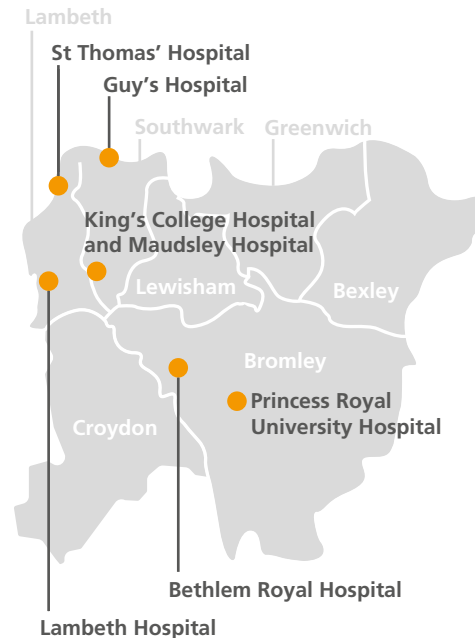 Lambeth
St Thomas’ Hospital
Guy’s Hospital
Southwark
Greenwich
King’s College Hospital
and Maudsley Hospital
Lewisham
Bexley
Bromley
Princess Royal
University Hospital
Croydon
Bethlem Royal Hospital
Lambeth Hospital